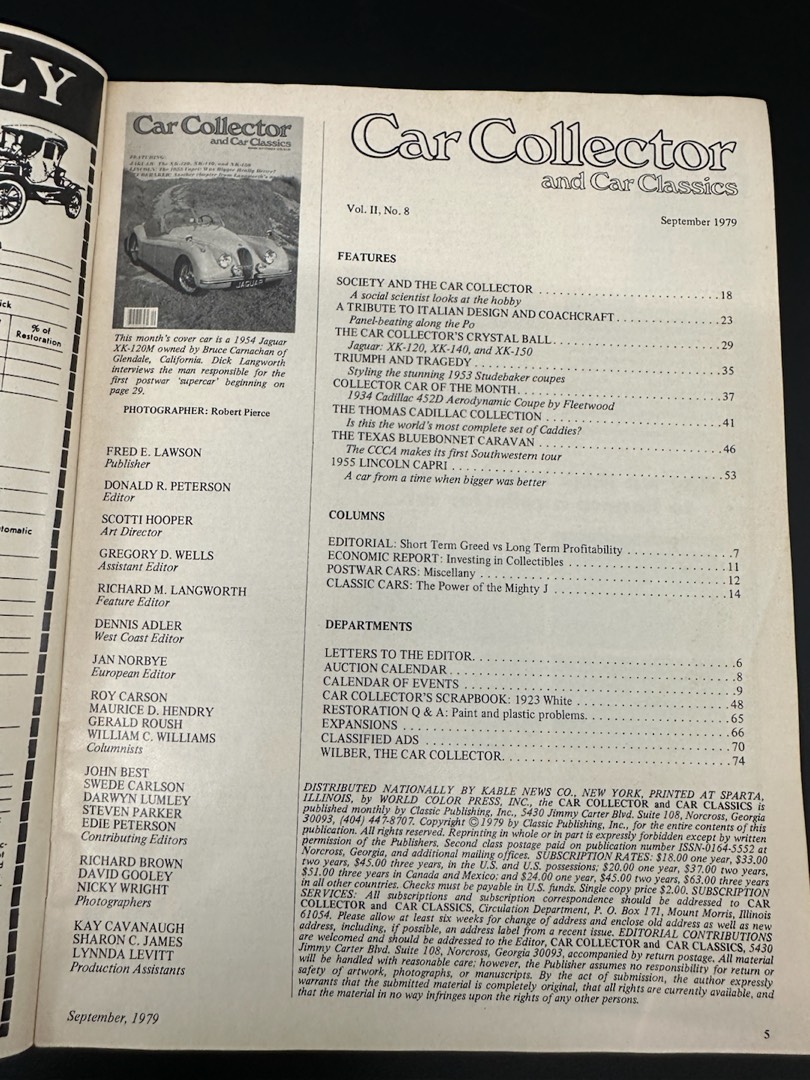 LY
ick
% of
Restoration
tomatic
Car Collector
and Car Classics
FEATURING:
This month's cover car is a 1954 Jaguar
XK-120M owned by Bruce Carnachan of
Glendale, California. Dick Langworth
interviews the man responsible for the
first postwar 'supercar' beginning on
page 29.
PHOTOGRAPHER: Robert Pierce
FRED E. LAWSON
Publisher
DONALD R. PETERSON
Editor
SCOTTI HOOPER
Art Director
GREGORY D. WELLS
Assistant Editor
RICHARD M. LANGWORTH
Feature Editor
DENNIS ADLER
West Coast Editor
JAN NORBYE
European Editor
ROY CARSON
MAURICE D. HENDRY
GERALD ROUSH
WILLIAM C. WILLIAMS
Columnists
JOHN BEST
SWEDE CARLSON
DARWYN LUMLEY
STEVEN PARKER
EDIE PETERSON
Contributing Editors
RICHARD BROWN
DAVID GOOLEY
NICKY WRIGHT
Photographers
KAY CAVANAUGH
SHARON C. JAMES
LYNNDA LEVITT
Production Assistants
September, 1979
Car Collector
and Car Classics
Vol. II, No. 8
September 1979
FEATURES
SOCIETY AND THE CAR COLLECTOR . . . . . . . . . . . . . . . . . . . . 18
A social scientist looks at the hobby
A TRIBUTE TO ITALIAN DESIGN AND COACHCRAFT . . . . . . . . . . . 23
Panel-beating along the Po
THE CAR COLLECTOR'S CRYSTAL BALL . . . . . . . . . . . . . . . . . . 29
Jaguar: XK-120, XK-140, and XK-150
TRIUMPH AND TRAGEDY . . . . . . . . . . . . . . . . . . . . . . . . . 35
Styling the stunning 1953 Studebaker coupes
COLLECTOR CAR OF THE MONTH . . . . . . . . . . . . . . . . . . . . . 37
1934 Cadillac 452D Aerodynamic Coupe by Fleetwood
THE THOMAS CADILLAC COLLECTION . . . . . . . . . . . . . . . . . . . 41
Is this the world's most complete set of Caddies?
THE TEXAS BLUEBONNET CARAVAN . . . . . . . . . . . . . . . . . . . . 46
The CCCA makes its first Southwestern tour
1955 LINCOLN CAPRI . . . . . . . . . . . . . . . . . . . . . . . . . . 53
A car from a time when bigger was better
COLUMNS
EDITORIAL: Short Term Greed vs Long Term Profitability . . . . . . . . . . 7
ECONOMIC REPORT: Investing in Collectibles . . . . . . . . . . . . . . . 11
POSTWAR CARS: Miscellany . . . . . . . . . . . . . . . . . . . . . . . 12
CLASSIC CARS: The Power of the Mighty J . . . . . . . . . . . . . . . . 14
DEPARTMENTS
LETTERS TO THE EDITOR . . . . . . . . . . . . . . . . . . . . . . . . . 6
AUCTION CALENDAR . . . . . . . . . . . . . . . . . . . . . . . . . . . 8
CALENDAR OF EVENTS . . . . . . . . . . . . . . . . . . . . . . . . . . 9
CAR COLLECTOR'S SCRAPBOOK: 1923 White . . . . . . . . . . . . . . . 48
RESTORATION Q & A: Paint and plastic problems. . . . . . . . . . . . . . 65
EXPANSIONS . . . . . . . . . . . . . . . . . . . . . . . . . . . . . . 66
CLASSIFIED ADS . . . . . . . . . . . . . . . . . . . . . . . . . . . . 70
WILBER, THE CAR COLLECTOR. . . . . . . . . . . . . . . . . . . . . . . 74
DISTRIBUTED NATIONALLY BY KABLE NEWS CO., NEW YORK, PRINTED AT SPARTA,
ILLINOIS, by WORLD COLOR PRESS, INC., the CAR COLLECTOR and CAR CLASSICS is
published monthly by Classic Publishing, Inc., 5430 Jimmy Carter Blvd. Suite 108, Norcross, Georgia
30093, (404) 447-8707. Copyright © 1979 by Classic Publishing, Inc., for the entire contents of this
publication. All rights reserved. Reprinting in whole or in part is expressly forbidden except by written
permission of the Publishers. Second class postage paid on publication number ISSN-0164-5552 at
Norcross, Georgia, and additional mailing offices. SUBSCRIPTION RATES: $18.00 one year, $33.00
two years, $45.00 three years, in the U.S. and U.S. possessions; $20.00 one year, $37.00 two years,
$51.00 three years in Canada and Mexico; and $24.00 one year, $45.00 two years, $63.00 three years
in all other countries. Checks must be payable in U.S. funds. Single copy price $2.00. SUBSCRIPTION
SERVICES: All subscriptions and subscription correspondence should be addressed to CAR
COLLECTOR and CAR CLASSICS, Circulation Department, P. O. Box 171, Mount Morris, Illinois
61054. Please allow at least six weeks for change of address and enclose old address as well as new
address, including, if possible, an address label from a recent issue. EDITORIAL CONTRIBUTIONS
are welcomed and should be addressed to the Editor, CAR COLLECTOR and CAR CLASSICS, 5430
Jimmy Carter Blvd. Suite 108, Norcross, Georgia 30093, accompanied by return postage. All material
will be handled with reasonable care; however, the Publisher assumes no responsibility for return or
safety of artwork, photographs, or manuscripts. By the act of submission, the author expressly
warrants that the submitted material is completely original, that all rights are currently available, and
that the material in no way infringes upon the rights of any other persons.
5